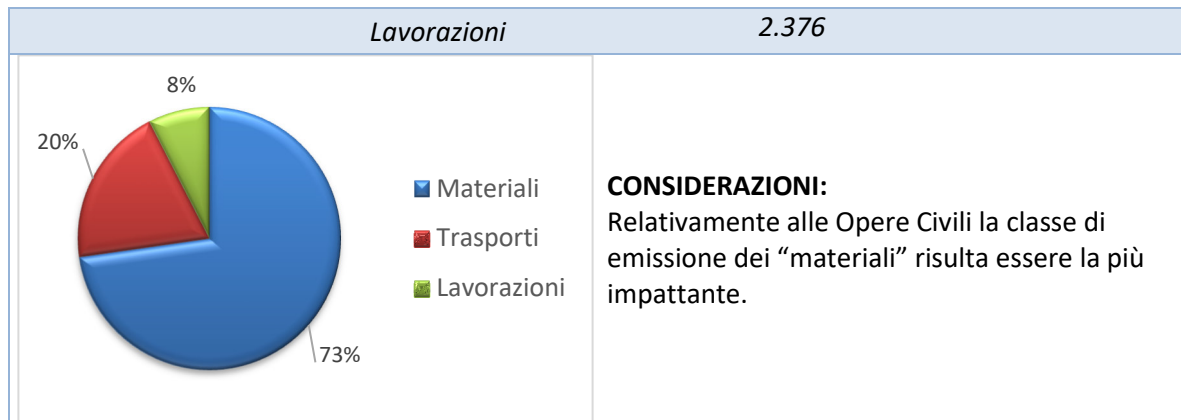 Lavorazioni 2.376
8%
20%
73%
Materiali
Trasporti
Lavorazioni
CONSIDERAZIONI:
Relativamente alle Opere Civili la classe di
emissione dei “materiali” risulta essere la più
impattante.